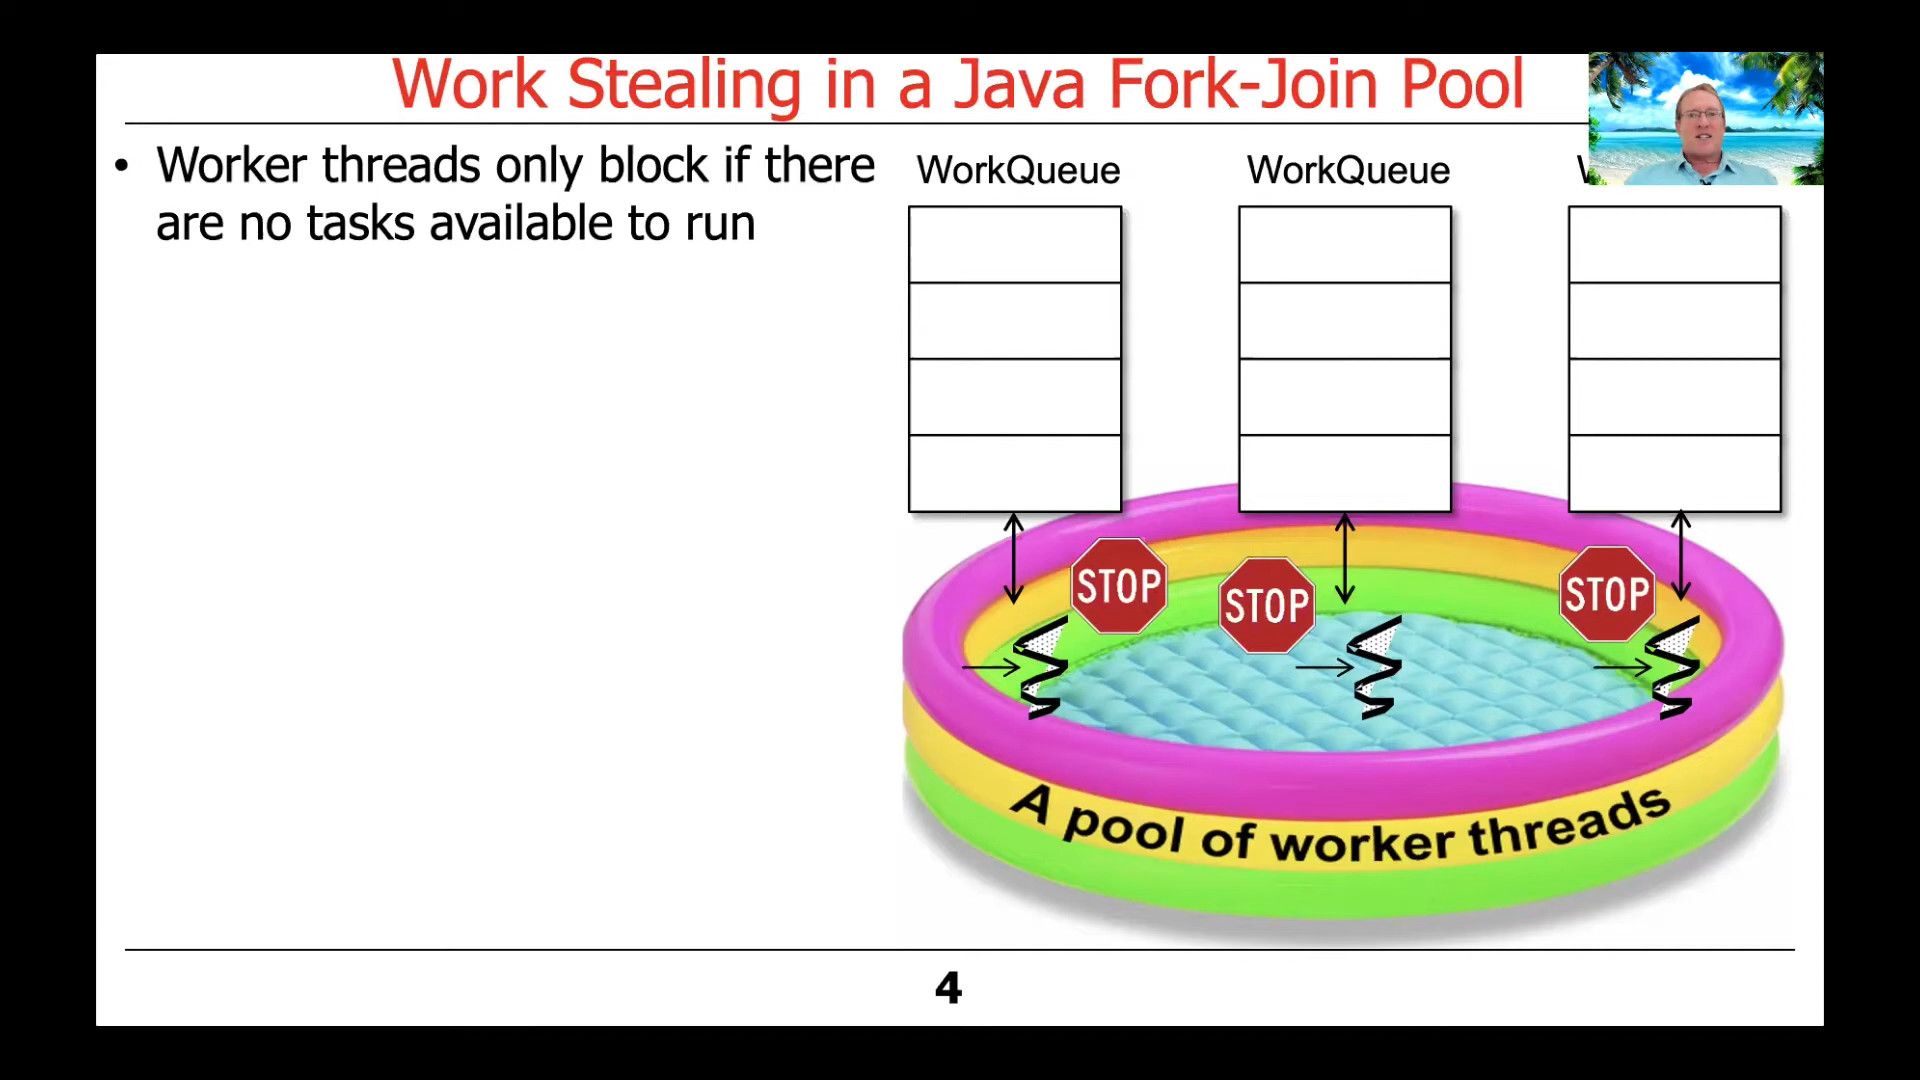 Work Stealing in a Java Fork-Join Pool
• Worker threads only block if there
are no tasks available to run
WorkQueue
WorkQueue
STOP
STOP
STOP
A pool of worker threads
4